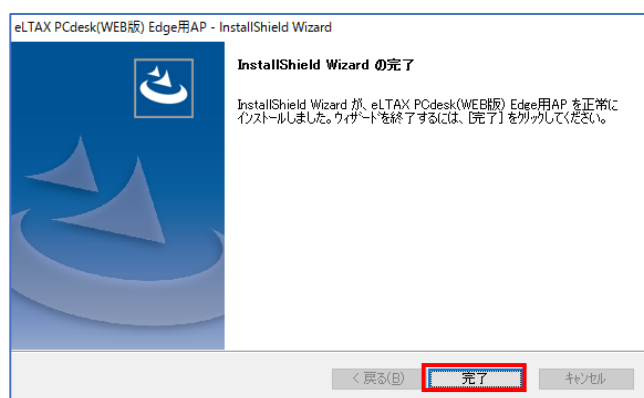 eLTAX PCdesk(WEB版) Edge用AP - InstallShield Wizard
InstallShield Wizard の完了
InstallShield Wizard が、eLTAX PCdesk(WEB版) Edge用AP を正常に
インストールしました。ウィザードを終了するには、[完了] をクリックしてください。
< 戻る(B)
完了
キャンセル